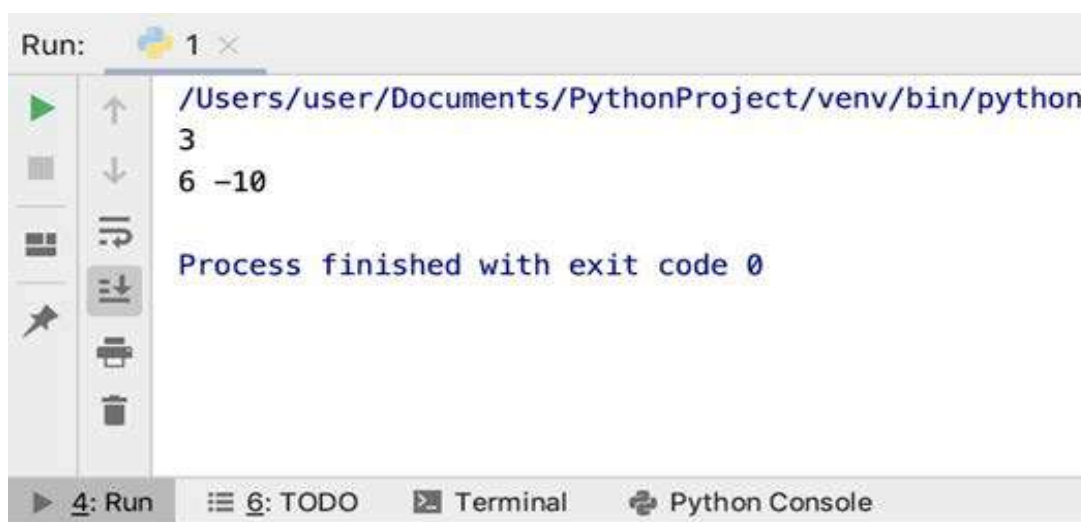 Run: 1
/Users/user/Documents/PythonProject/venv/bin/python
3
6 -10
Process finished with exit code 0
4: Run 6: TODO Terminal Python Console